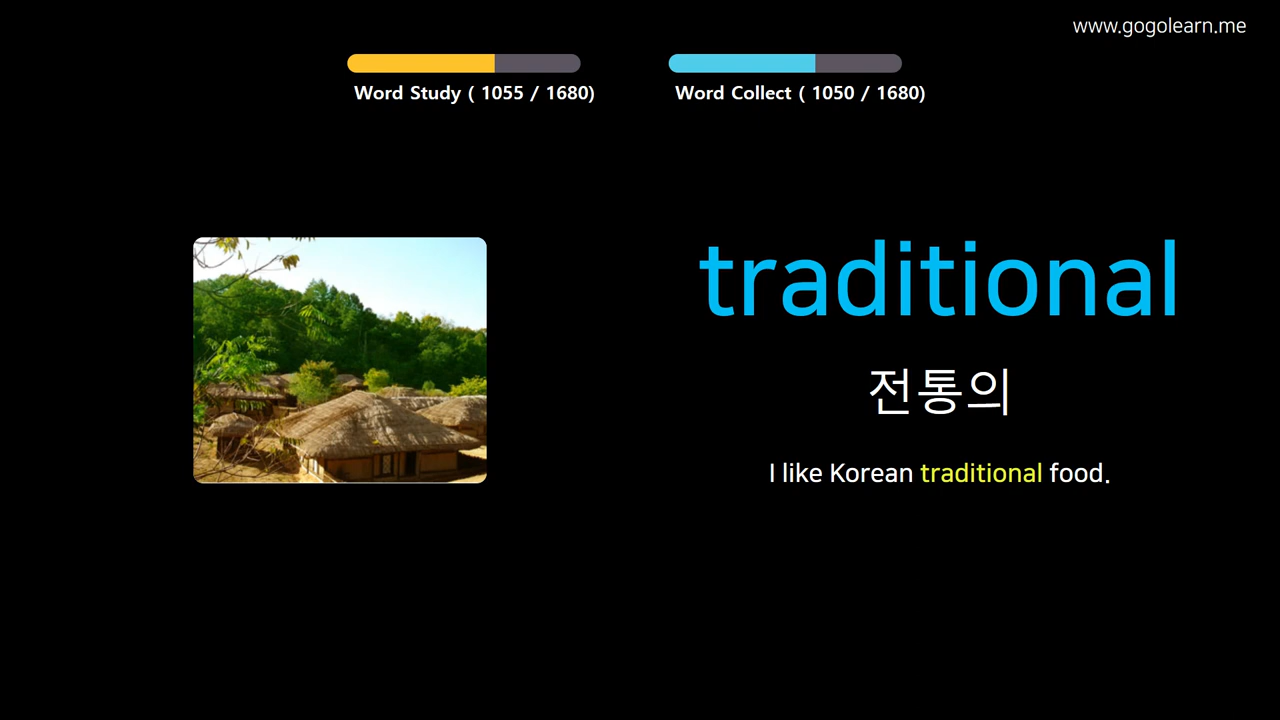 www.gogolearn.me
Word Study ( 1055 / 1680)
Word Collect ( 1050 / 1680)
traditional
전통의
I like Korean traditional food.